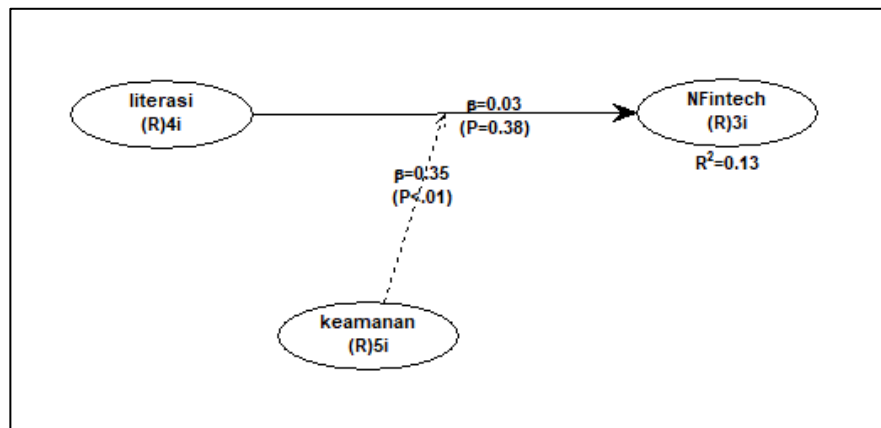 literasi
(R)4i
β=0.03
(P=0.38)
NFintech
(R)3i
R²=0.13
β=0.35
(P<.01)
keamanan
(R)5i